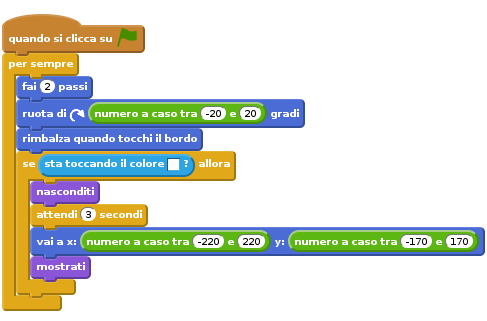 quando si clicca su
per sempre
fai 2 passi
ruota di numero a caso tra -20 e 20 gradi
rimbalza quando tocchi il bordo
se sta toccando il colore ? allora
nasconditi
attendi 3 secondi
vai a x: numero a caso tra -220 e 220 y: numero a caso tra -170 e 170
mostrati